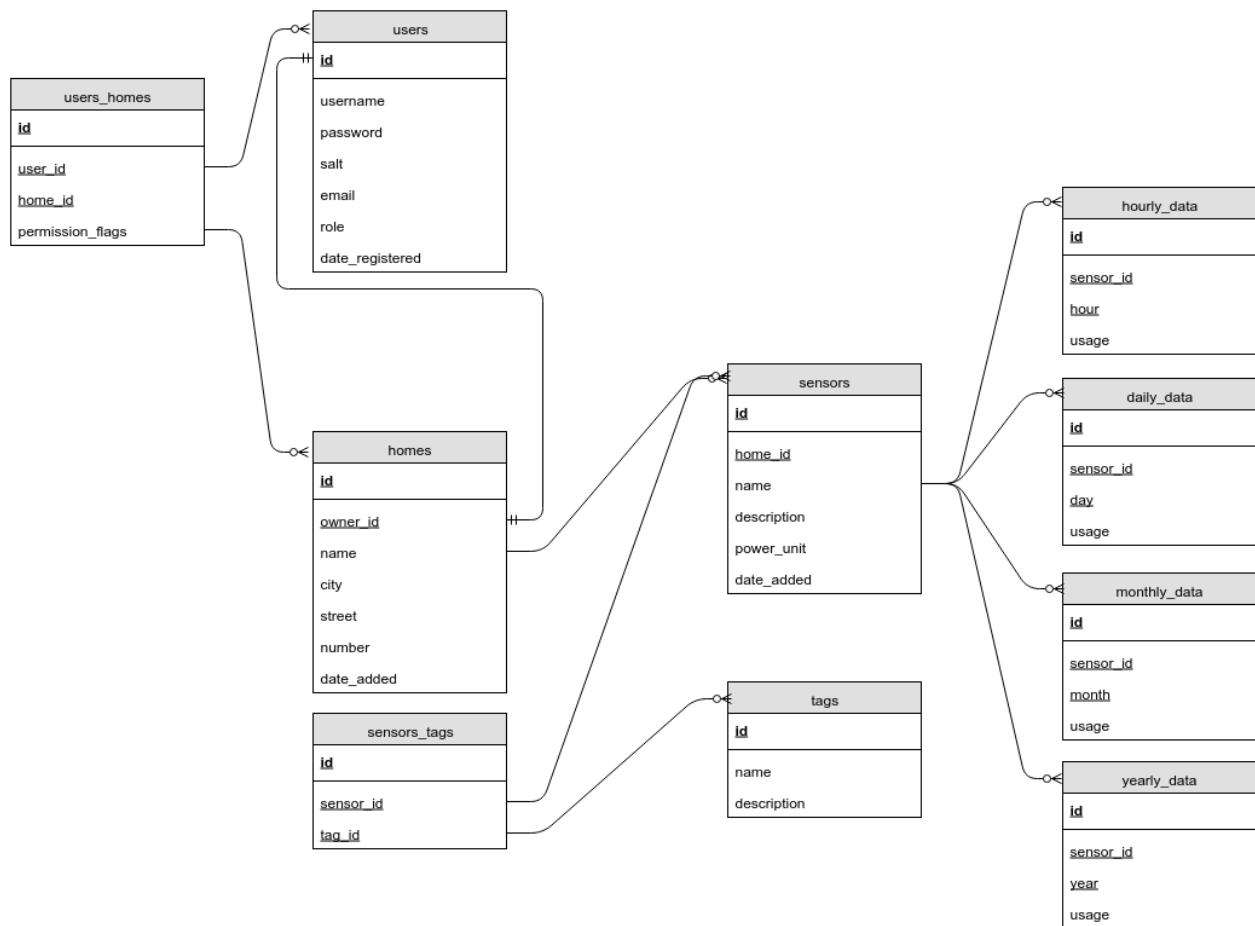 users
id
username
password
salt
email
role
date_registered
users_homes
id
user_id
home_id
permission_flags
homes
id
owner_id
name
city
street
number
date_added
sensors_tags
id
sensor_id
tag_id
sensors
id
home_id
name
description
power_unit
date_added
tags
id
name
description
hourly_data
id
sensor_id
hour
usage
daily_data
id
sensor_id
day
usage
monthly_data
id
sensor_id
month
usage
yearly_data
id
sensor_id
year
usage